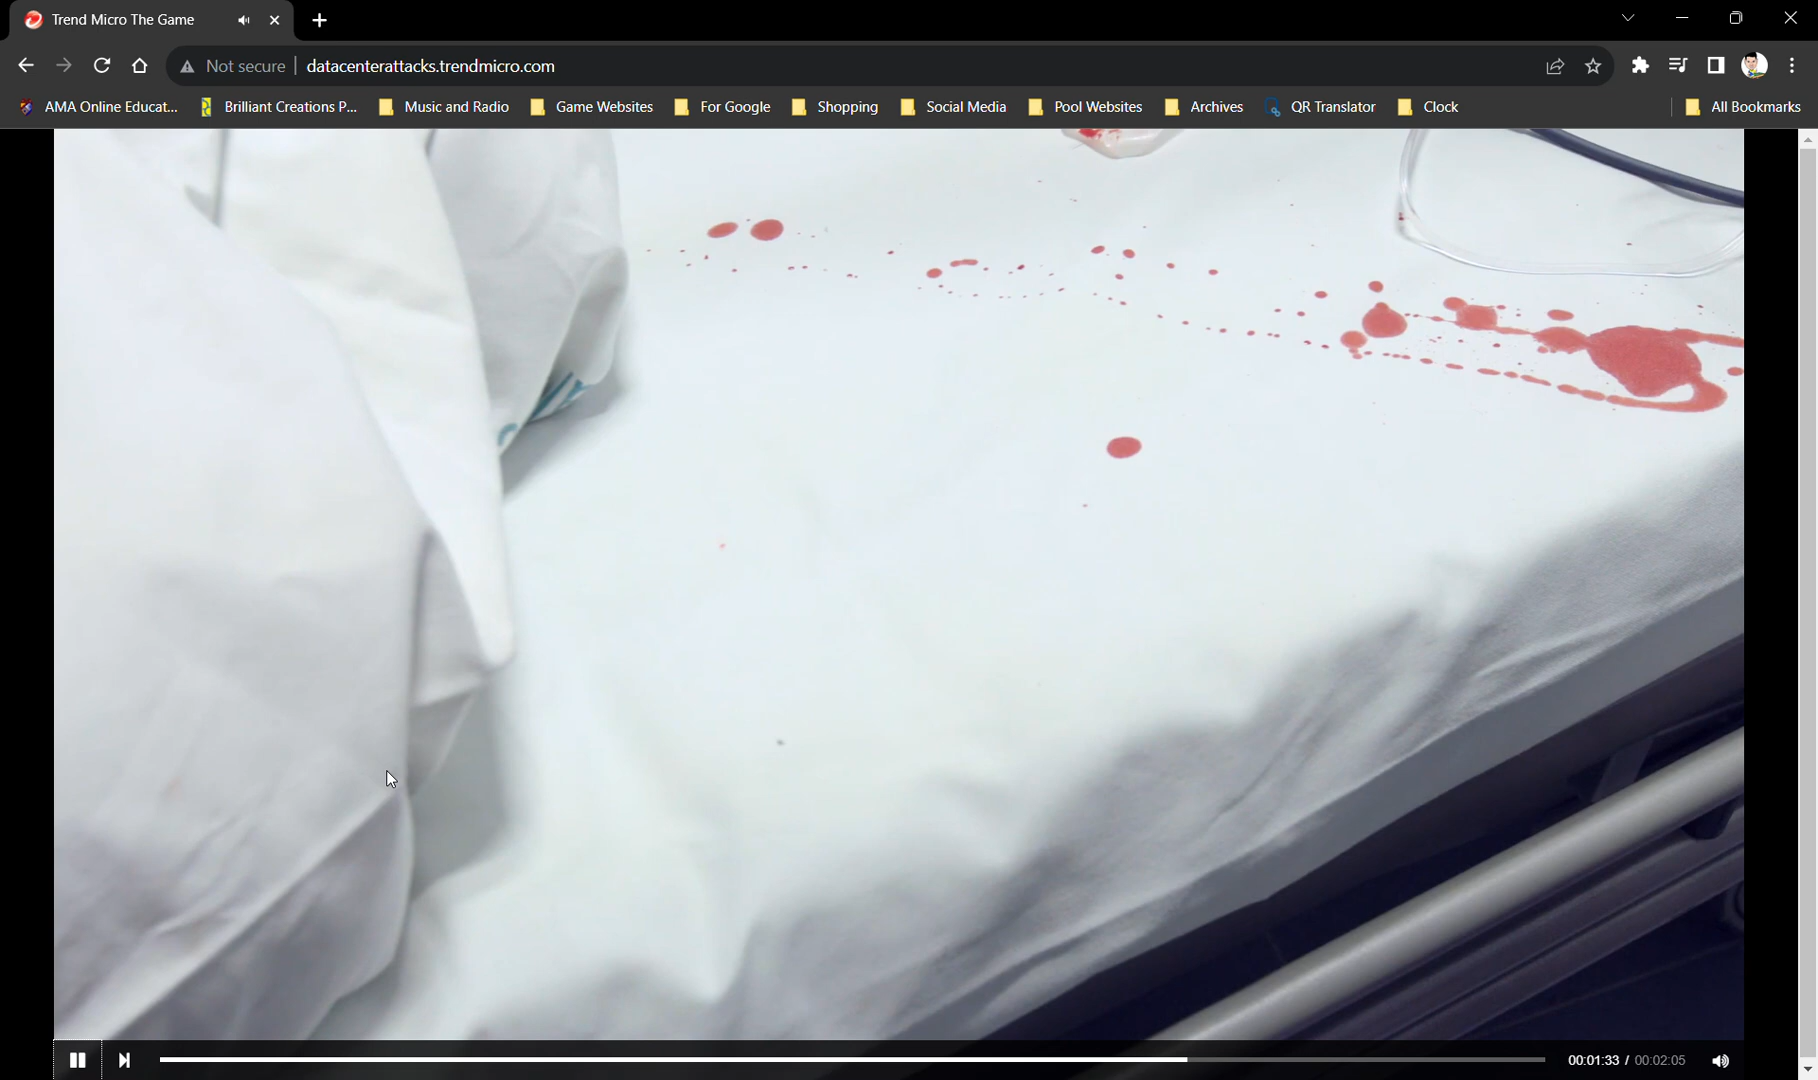 Trend Micro The Game
Not secure datacenterattacks.trendmicro.com
AMA Online Educat... Brilliant Creations P... Music and Radio Game Websites For Google Shopping Social Media Pool Websites Archives QR Translator Clock All Bookmarks
00:01:33 / 00:02:05